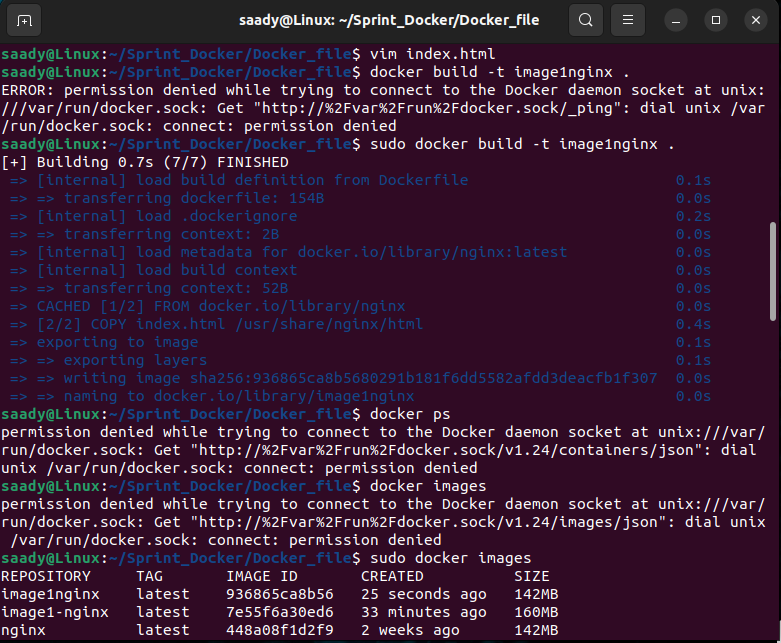 saady@Linux: ~/Sprint_Docker/Docker_file
saady@Linux:~/Sprint_Docker/Docker_file$ vim index.html
saady@Linux:~/Sprint_Docker/Docker_file$ docker build -t image1nginx .
ERROR: permission denied while trying to connect to the Docker daemon socket at unix:
///var/run/docker.sock: Get "http://%2Fvar%2Frun%2Fdocker.sock/_ping": dial unix /var
/run/docker.sock: connect: permission denied
saady@Linux:~/Sprint_Docker/Docker_file$ sudo docker build -t image1nginx .
[+] Building 0.7s (7/7) FINISHED
=> [internal] load build definition from Dockerfile 0.1s
=> => transferring dockerfile: 154B 0.0s
=> [internal] load .dockerignore 0.2s
=> => transferring context: 2B 0.0s
=> [internal] load metadata for docker.io/library/nginx:latest 0.0s
=> [internal] load build context 0.0s
=> => transferring context: 52B 0.0s
=> CACHED [1/2] FROM docker.io/library/nginx 0.0s
=> [2/2] COPY index.html /usr/share/nginx/html 0.4s
=> exporting to image 0.1s
=> => exporting layers 0.1s
=> => writing image sha256:936865ca8b5680291b181f6dd5582afdd3deacfb1f307 0.0s
=> => naming to docker.io/library/image1nginx 0.0s
saady@Linux:~/Sprint_Docker/Docker_file$ docker ps
permission denied while trying to connect to the Docker daemon socket at unix:///var/
run/docker.sock: Get "http://%2Fvar%2Frun%2Fdocker.sock/v1.24/containers/json": dial
unix /var/run/docker.sock: connect: permission denied
saady@Linux:~/Sprint_Docker/Docker_file$ docker images
permission denied while trying to connect to the Docker daemon socket at unix:///var/
run/docker.sock: Get "http://%2Fvar%2Frun%2Fdocker.sock/v1.24/images/json": dial unix
/var/run/docker.sock: connect: permission denied
saady@Linux:~/Sprint_Docker/Docker_file$ sudo docker images
REPOSITORY TAG IMAGE ID CREATED SIZE
image1nginx latest 936865ca8b56 25 seconds ago 142MB
image1-nginx latest 7e55f6a30ed6 33 minutes ago 160MB
nginx latest 448a08f1d2f9 2 weeks ago 142MB